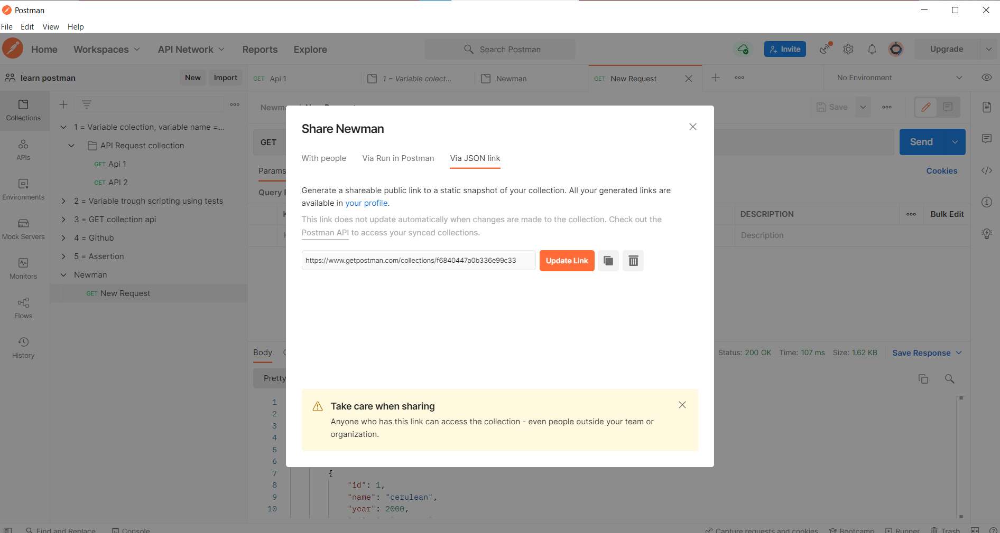 Postman
File Edit View Help
Home Workspaces API Network Reports Explore Search Postman Invite Upgrade
learn postman New Import GET Api 1 1 = Variable colect... Newman GET New Request No Environment
Collections
APIs
Environments
Mock Servers
Monitors
Flows
History
1 = Variable colection, variable name =...
API Request collection
GET Api 1
GET API 2
2 = Variable trough scripting using tests
3 = GET collection api
4 = Github
5 = Assertion
Newman
GET New Request
Save
GET Send
Params Cookies
Query
DESCRIPTION Bulk Edit
Description
Share Newman
With people Via Run in Postman Via JSON link
Generate a shareable public link to a static snapshot of your collection. All your generated links are
available in your profile.
This link does not update automatically when changes are made to the collection. Check out the
Postman API to access your synced collections.
https://www.getpostman.com/collections/f6840447a0b336e99c33 Update Link
Take care when sharing
Anyone who has this link can access the collection - even people outside your team or
organization.
Body Status: 200 OK Time: 107 ms Size: 1.62 KB Save Response
Pretty
1
2
3
4
5
6
7 {
8 "id": 1,
9 "name": "cerulean",
10 "year": 2000,
Find and Replace Console Capture requests and cookies Bootcamp Runner Trash